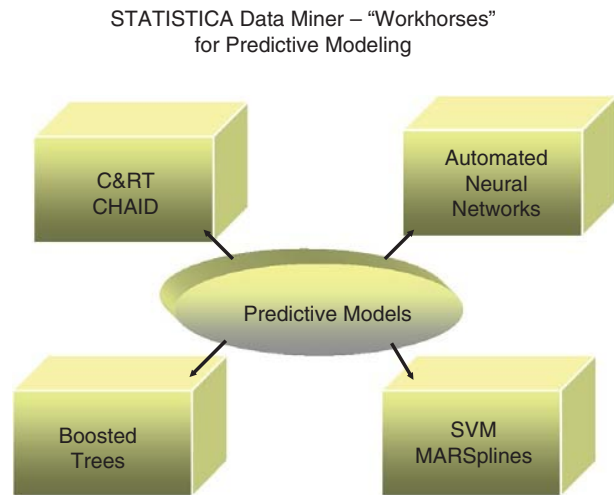 STATISTICA Data Miner – “Workhorses”
for Predictive Modeling
C&RT
CHAID
Automated
Neural
Networks
Predictive Models
Boosted
Trees
SVM
MARSplines